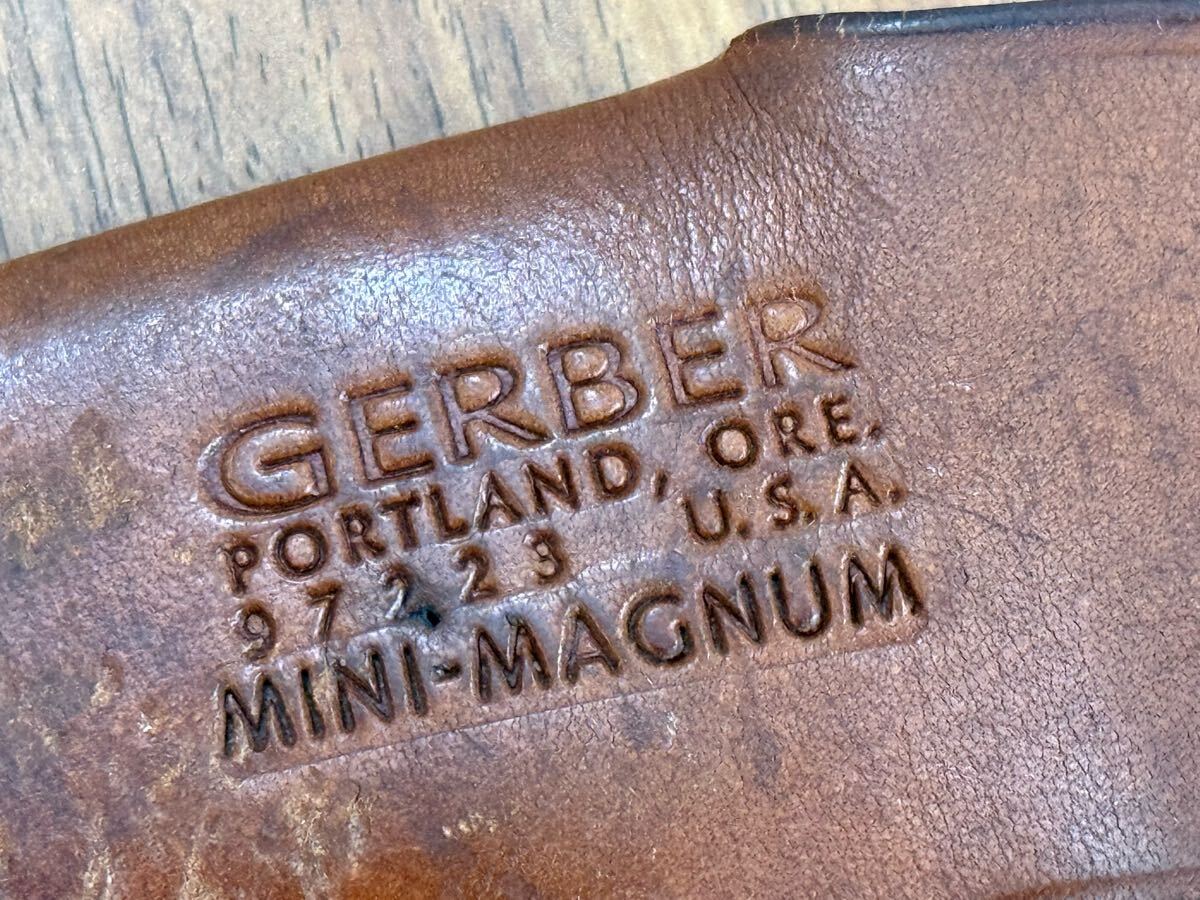 GERBER
PORTLAND, ORE.
97223 U.S.A.
MINI-MAGNUM